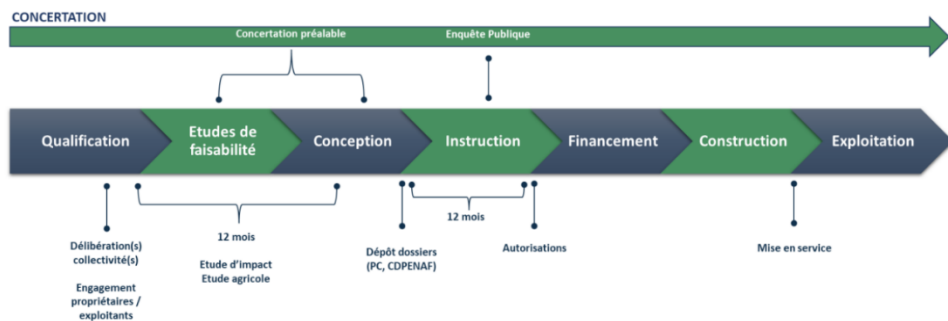 CONCERTATION
Concertation préalable
Enquête Publique
Qualification
Etudes de
faisabilité
Conception
Instruction
Financement
Construction
Exploitation
Délibération(s)
collectivité(s)
Engagement
propriétaires /
exploitants
12 mois
Etude d'impact
Etude agricole
Dépôt dossiers
(PC, CDPENAF)
12 mois
Autorisations
Mise en service